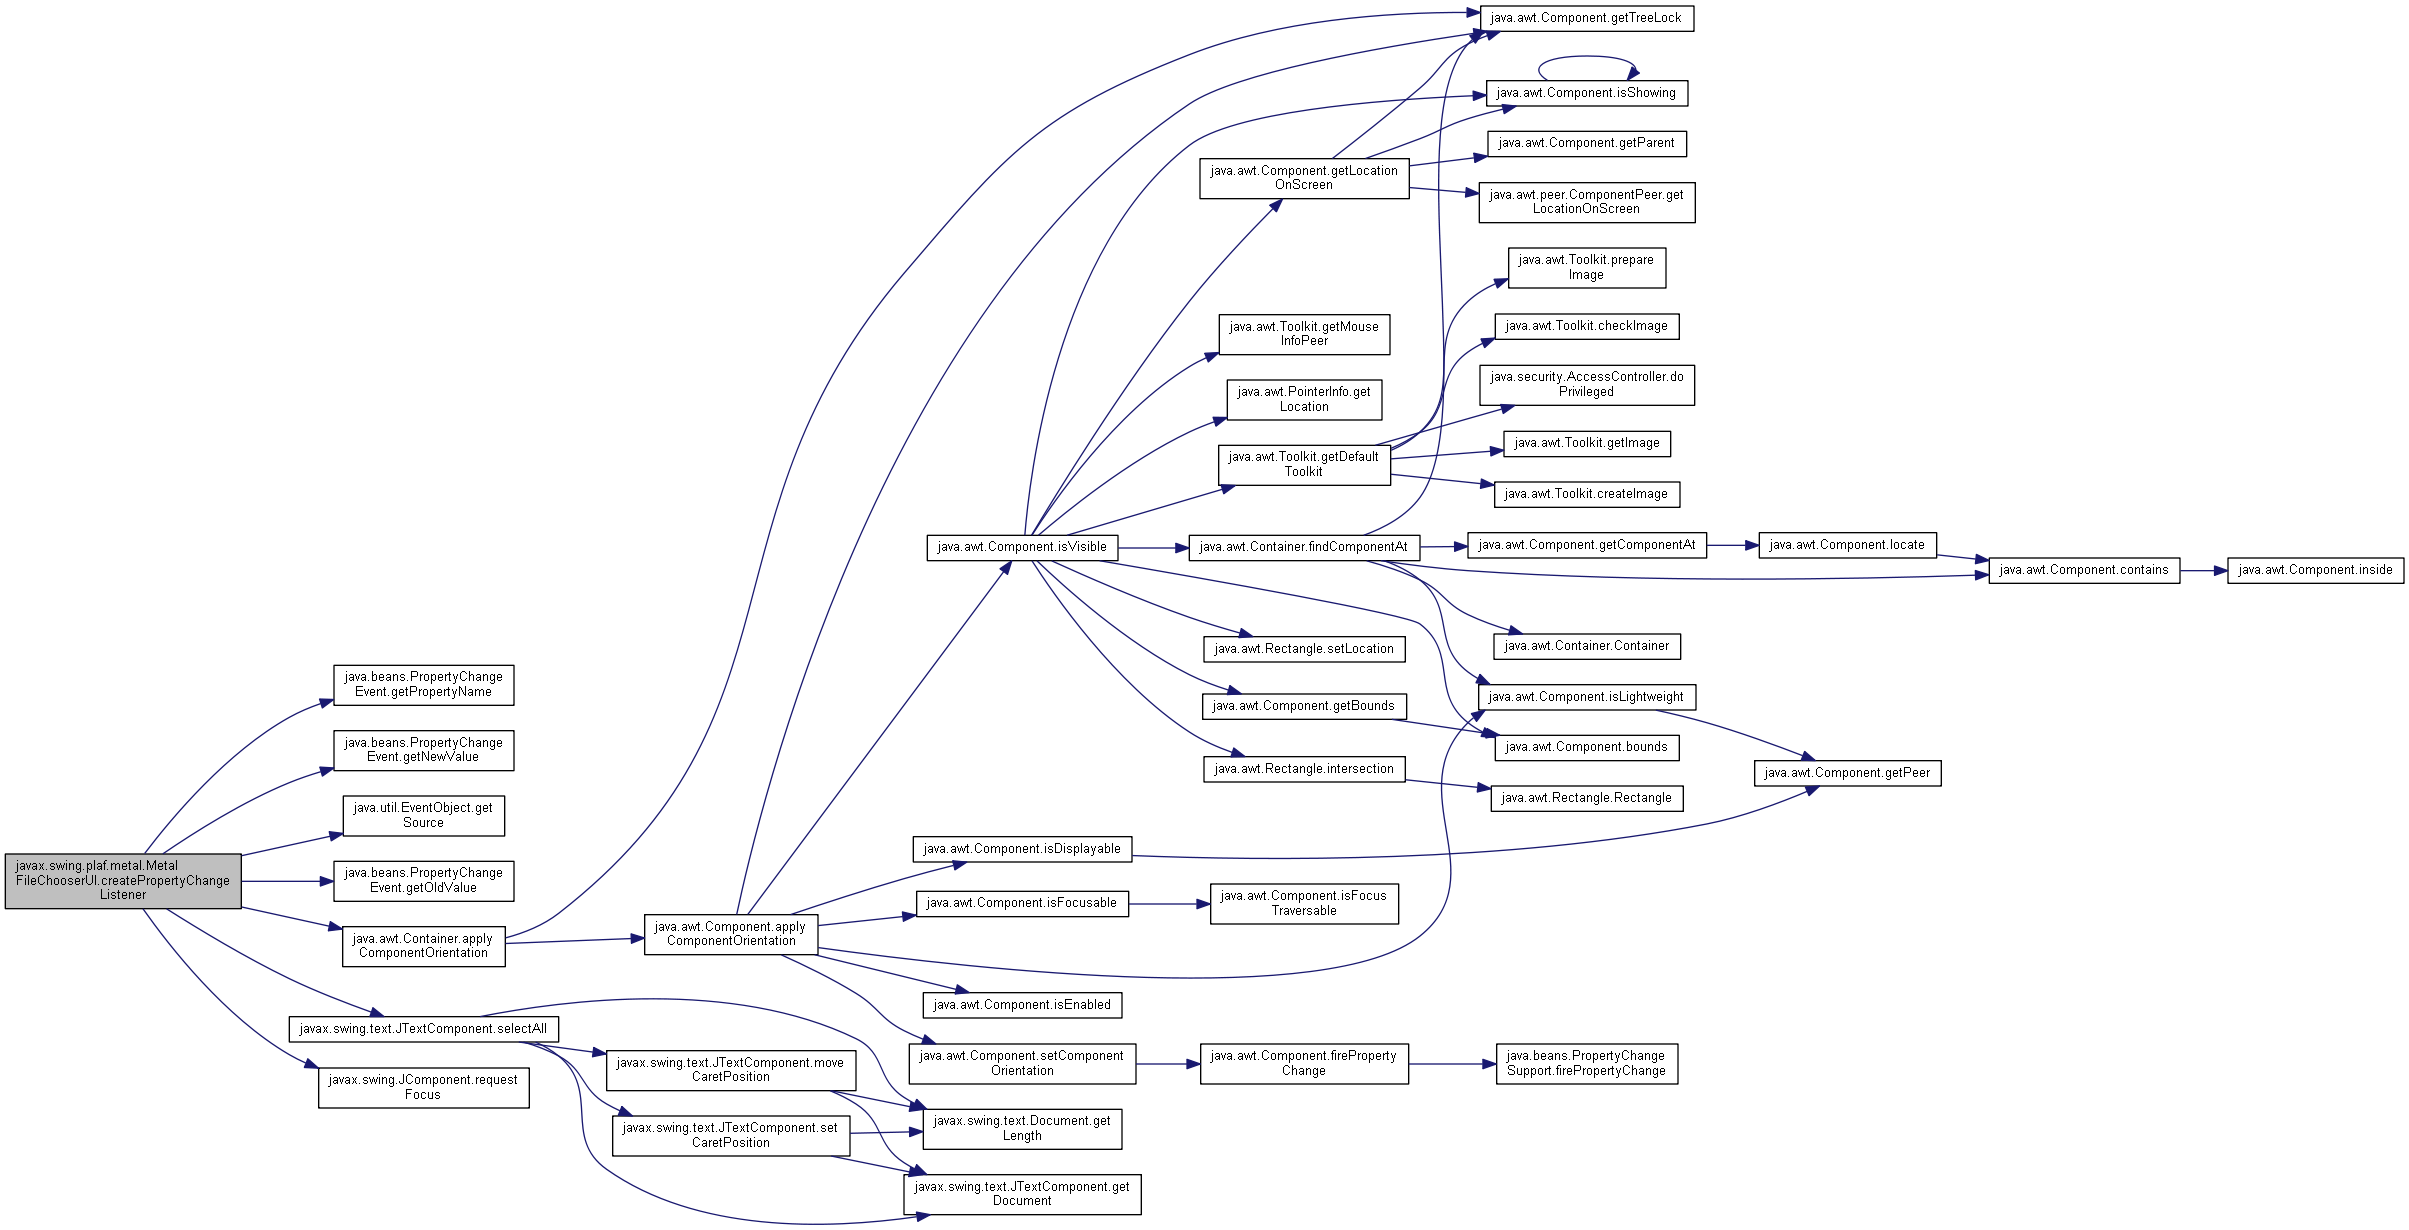 javax.swing.plaf.metal.Metal
FileChooserUI.createPropertyChange
Listener
java.beans.PropertyChange
Event.getPropertyName
java.beans.PropertyChange
Event.getNewValue
java.util.EventObject.get
Source
java.beans.PropertyChange
Event.getOldValue
java.awt.Container.apply
ComponentOrientation
javax.swing.text.JTextComponent.selectAll
javax.swing.JComponent.request
Focus
java.awt.Component.apply
ComponentOrientation
javax.swing.text.JTextComponent.move
CaretPosition
javax.swing.text.JTextComponent.set
CaretPosition
java.awt.Component.isVisible
java.awt.Component.isDisplayable
java.awt.Component.isFocusable
java.awt.Component.isEnabled
java.awt.Component.setComponent
Orientation
javax.swing.text.Document.get
Length
javax.swing.text.JTextComponent.get
Document
java.awt.Component.getLocation
OnScreen
java.awt.Toolkit.getMouse
InfoPeer
java.awt.PointerInfo.get
Location
java.awt.Toolkit.getDefault
Toolkit
java.awt.Container.findComponentAt
java.awt.Rectangle.setLocation
java.awt.Component.getBounds
java.awt.Rectangle.intersection
java.awt.Component.isFocus
Traversable
java.awt.Component.fireProperty
Change
java.awt.Component.getTreeLock
java.awt.Component.isShowing
java.awt.Component.getParent
java.awt.peer.ComponentPeer.get
LocationOnScreen
java.awt.Toolkit.prepare
Image
java.awt.Toolkit.checkImage
java.security.AccessController.do
Privileged
java.awt.Toolkit.getImage
java.awt.Toolkit.createImage
java.awt.Component.getComponentAt
java.awt.Container.Container
java.awt.Component.isLightweight
java.awt.Component.bounds
java.awt.Rectangle.Rectangle
java.beans.PropertyChange
Support.firePropertyChange
java.awt.Component.locate
java.awt.Component.getPeer
java.awt.Component.contains
java.awt.Component.inside